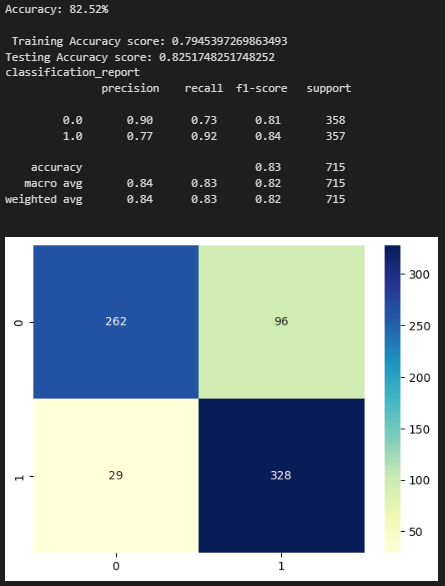 Accuracy: 82.52%
Training Accuracy score: 0.7945397269863493
Testing Accuracy score: 0.8251748251748252
classification_report
precision recall f1-score support
0.0 0.90 0.73 0.81 358
1.0 0.77 0.92 0.84 357
accuracy 0.83 715
macro avg 0.84 0.83 0.82 715
weighted avg 0.84 0.83 0.82 715
300
0 262 96
250
200
150
1 29 328
100
50
0 1